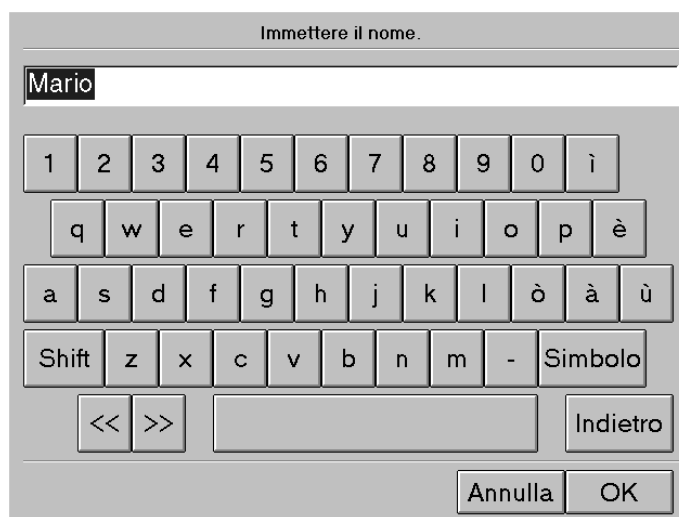 Immettere il nome.
Mario
1 2 3 4 5 6 7 8 9 0 ì
q w e r t y u i o p è
a s d f g h j k l ò à ù
Shift z x c v b n m - Simbolo
<< >> Indietro
Annulla OK